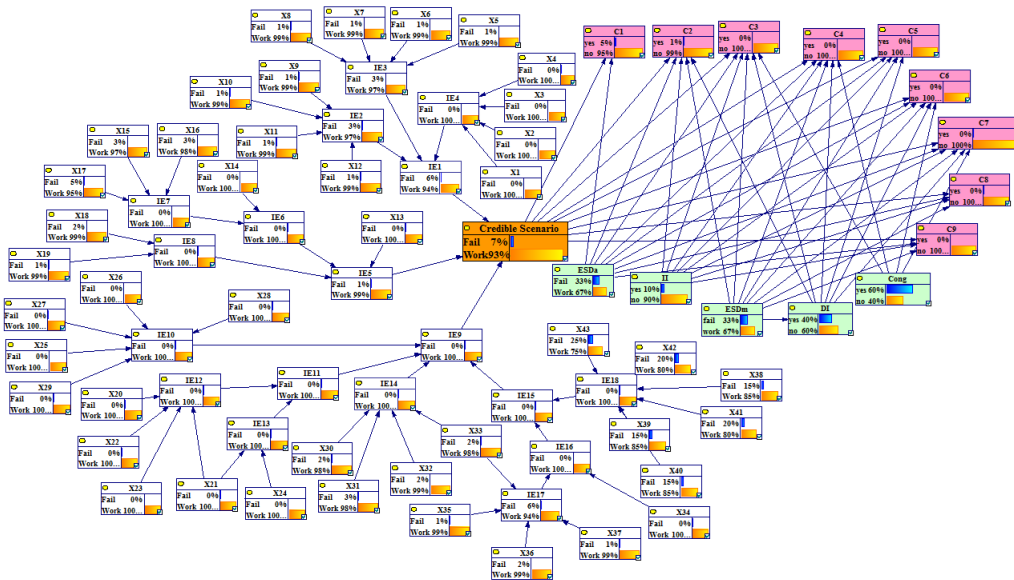 X8
Fail 1%
Work 99%
X7
Fail 1%
Work 99%
X6
Fail 1%
Work 99%
X5
Fail 1%
Work 99%
C1
yes 5%
no 95%
C2
yes 1%
no 99%
C3
yes 0%
no 100...
C4
yes 0%
no 100...
C5
yes 0%
no 100...
X10
Fail 1%
Work 99%
X9
Fail 1%
Work 99%
IE3
Fail 3%
Work 97%
X4
Fail 0%
Work 100...
C6
yes 0%
no 100...
IE4
Fail 0%
Work 100...
X3
Fail 0%
Work 100...
X15
Fail 3%
Work 97%
X16
Fail 3%
Work 98%
X11
Fail 1%
Work 99%
IE2
Fail 3%
Work 97%
X2
Fail 0%
Work 100...
C7
yes 0%
no 100%
X17
Fail 5%
Work 95%
X14
Fail 0%
Work 100...
X12
Fail 1%
Work 99%
IE1
Fail 6%
Work 94%
X1
Fail 0%
Work 100...
C8
yes 0%
no 100...
X18
Fail 2%
Work 99%
IE7
Fail 0%
Work 100...
IE6
Fail 0%
Work 100...
X13
Fail 0%
Work 100...
Credible Scenario
Fail 7%
Work 93%
C9
yes 0%
no 100...
X19
Fail 1%
Work 99%
IE8
Fail 0%
Work 100...
IE5
Fail 1%
Work 99%
ESDa
Fail 33%
Work 67%
II
yes 10%
no 90%
Cong
yes 60%
no 40%
X26
Fail 0%
Work 100...
X27
Fail 0%
Work 100...
X28
Fail 0%
Work 100...
ESDm
fail 33%
work 67%
DI
yes 40%
no 60%
X25
Fail 0%
Work 100...
IE10
Fail 0%
Work 100...
IE9
Fail 0%
Work 100...
X43
Fail 25%
Work 75%
X42
Fail 20%
Work 80%
X29
Fail 0%
Work 100...
X20
Fail 0%
Work 100...
IE12
Fail 0%
Work 100...
IE11
Fail 0%
Work 100...
IE14
Fail 0%
Work 100...
IE15
Fail 0%
Work 100...
IE18
Fail 0%
Work 100...
X38
Fail 15%
Work 85%
X22
Fail 0%
Work 100...
IE13
Fail 0%
Work 100...
X30
Fail 2%
Work 98%
X33
Fail 2%
Work 98%
IE16
Fail 0%
Work 100...
X39
Fail 15%
Work 85%
X41
Fail 20%
Work 80%
X23
Fail 0%
Work 100...
X21
Fail 0%
Work 100...
X24
Fail 0%
Work 100...
X31
Fail 3%
Work 98%
X32
Fail 2%
Work 99%
IE17
Fail 6%
Work 94%
X40
Fail 15%
Work 85%
X35
Fail 1%
Work 99%
X36
Fail 2%
Work 99%
X37
Fail 1%
Work 99%
X34
Fail 0%
Work 100...